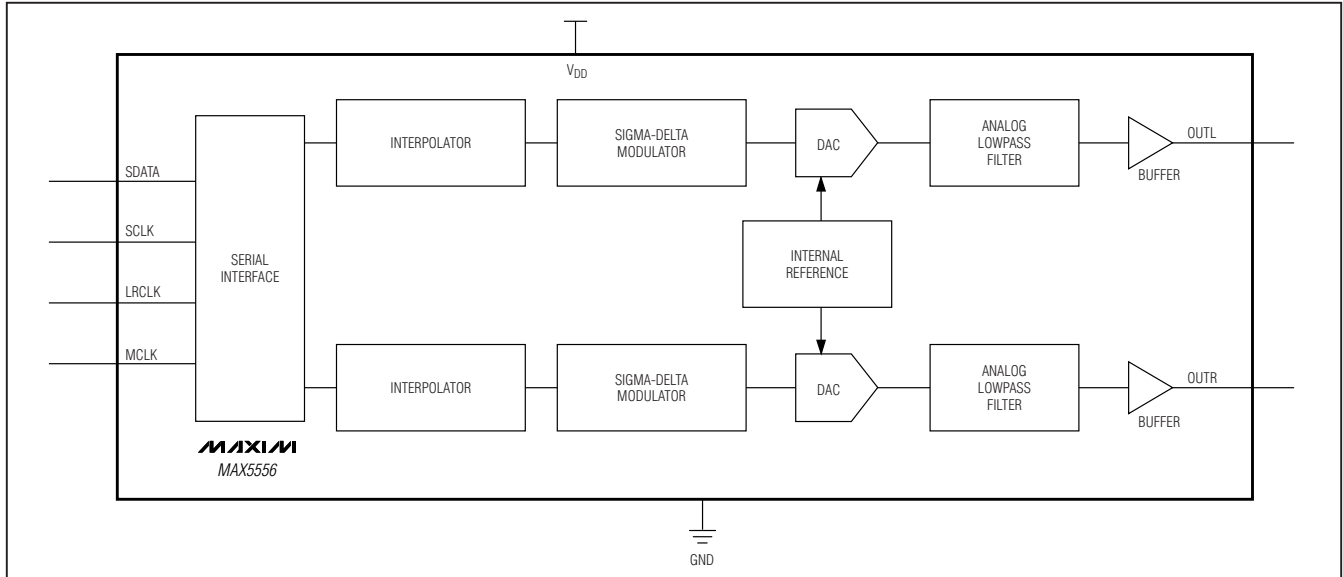 VDD
INTERPOLATOR
SIGMA-DELTA
MODULATOR
DAC
ANALOG
LOWPASS
FILTER
BUFFER
OUTL
SDATA
SCLK
LRCLK
MCLK
SERIAL
INTERFACE
INTERNAL
REFERENCE
INTERPOLATOR
SIGMA-DELTA
MODULATOR
DAC
ANALOG
LOWPASS
FILTER
BUFFER
OUTR
MAXIM
MAX5556
GND